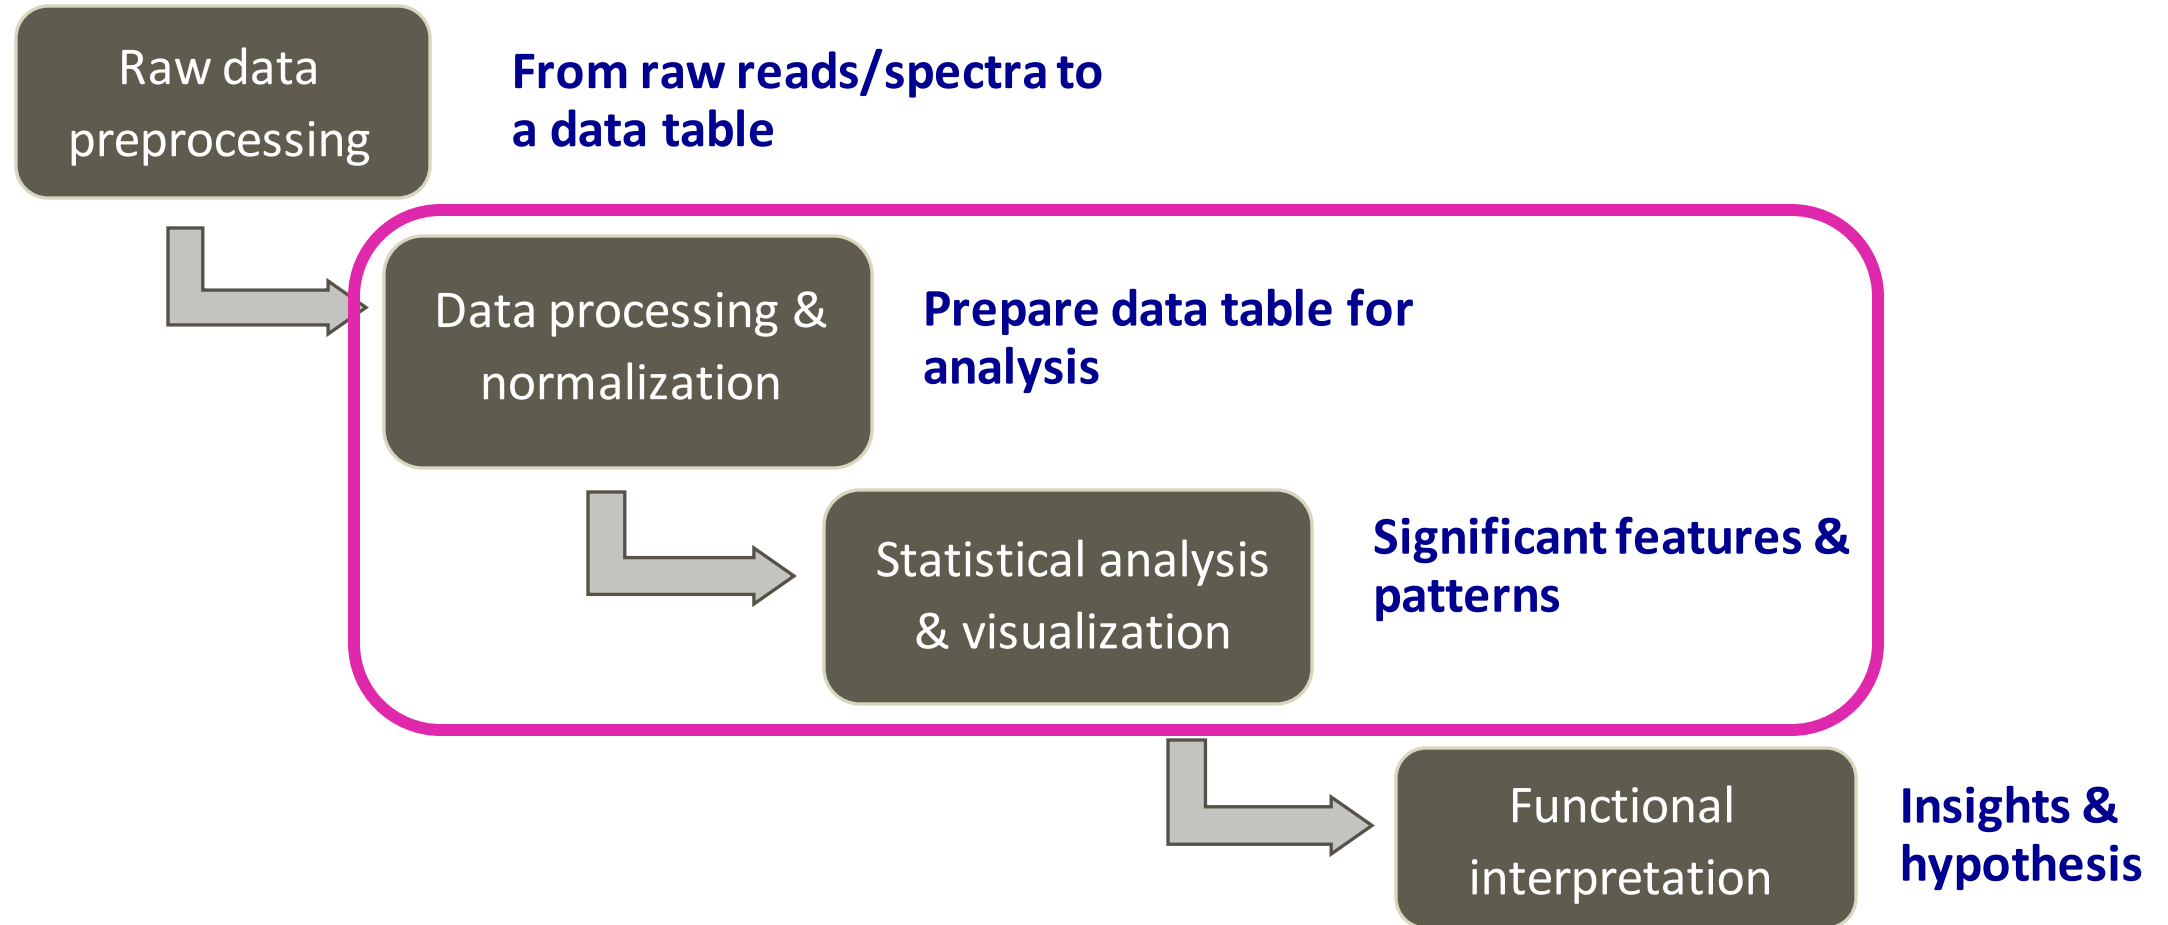 Raw data
preprocessing
From raw reads/spectra to
a data table
Data processing &
normalization
Prepare data table for
analysis
Statistical analysis
& visualization
Significant features &
patterns
Functional
interpretation
Insights &
hypothesis